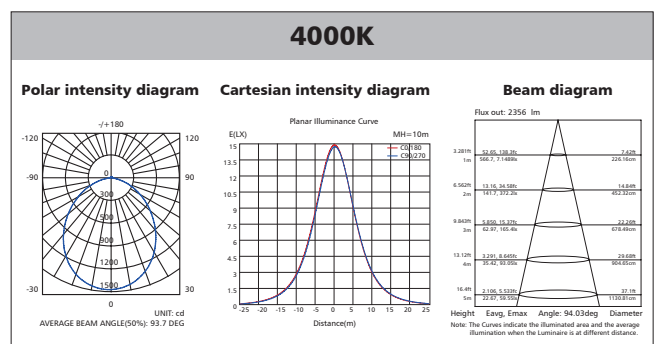 4000K
Polar intensity diagram
Cartesian intensity diagram
Beam diagram
-/+180
-120
120
-90
90
-30
30
0
0
300
500
900
1200
1500
UNIT: cd
AVERAGE BEAM ANGLE(50%): 93.7 DEG
Planar Illuminance Curve
E(LX)
MH=10m
C0/180
C90/270
15
13.5
12
10.5
9
7.5
6
4.5
3
1.5
0
-25 -20 -15 -10 -5 0 5 10 15 20 25
Distance(m)
Flux out: 2356 lm
3.281ft 52.65, 138.3fc 7.42ft
1m 566.7, 226.16cm
6.562ft 13.16, 34.58fc 14.84ft
2m 141.7, 372.2lx 452.32cm
9.843ft 5.850, 15.37fc 22.26ft
3m 62.97, 165.4lx 678.49cm
13.12ft 3.291, 8.645fc 29.68ft
4m 35.42, 93.05lx 904.65cm
16.4ft 2.106, 5.533fc 37.1ft
5m 22.67, 59.55lx 1130.81cm
Height Eavg, Emax Angle: 94.03deg Diameter
Note: The Curves indicate the illuminated area and the average
illumination when the Luminaire is at different distance.